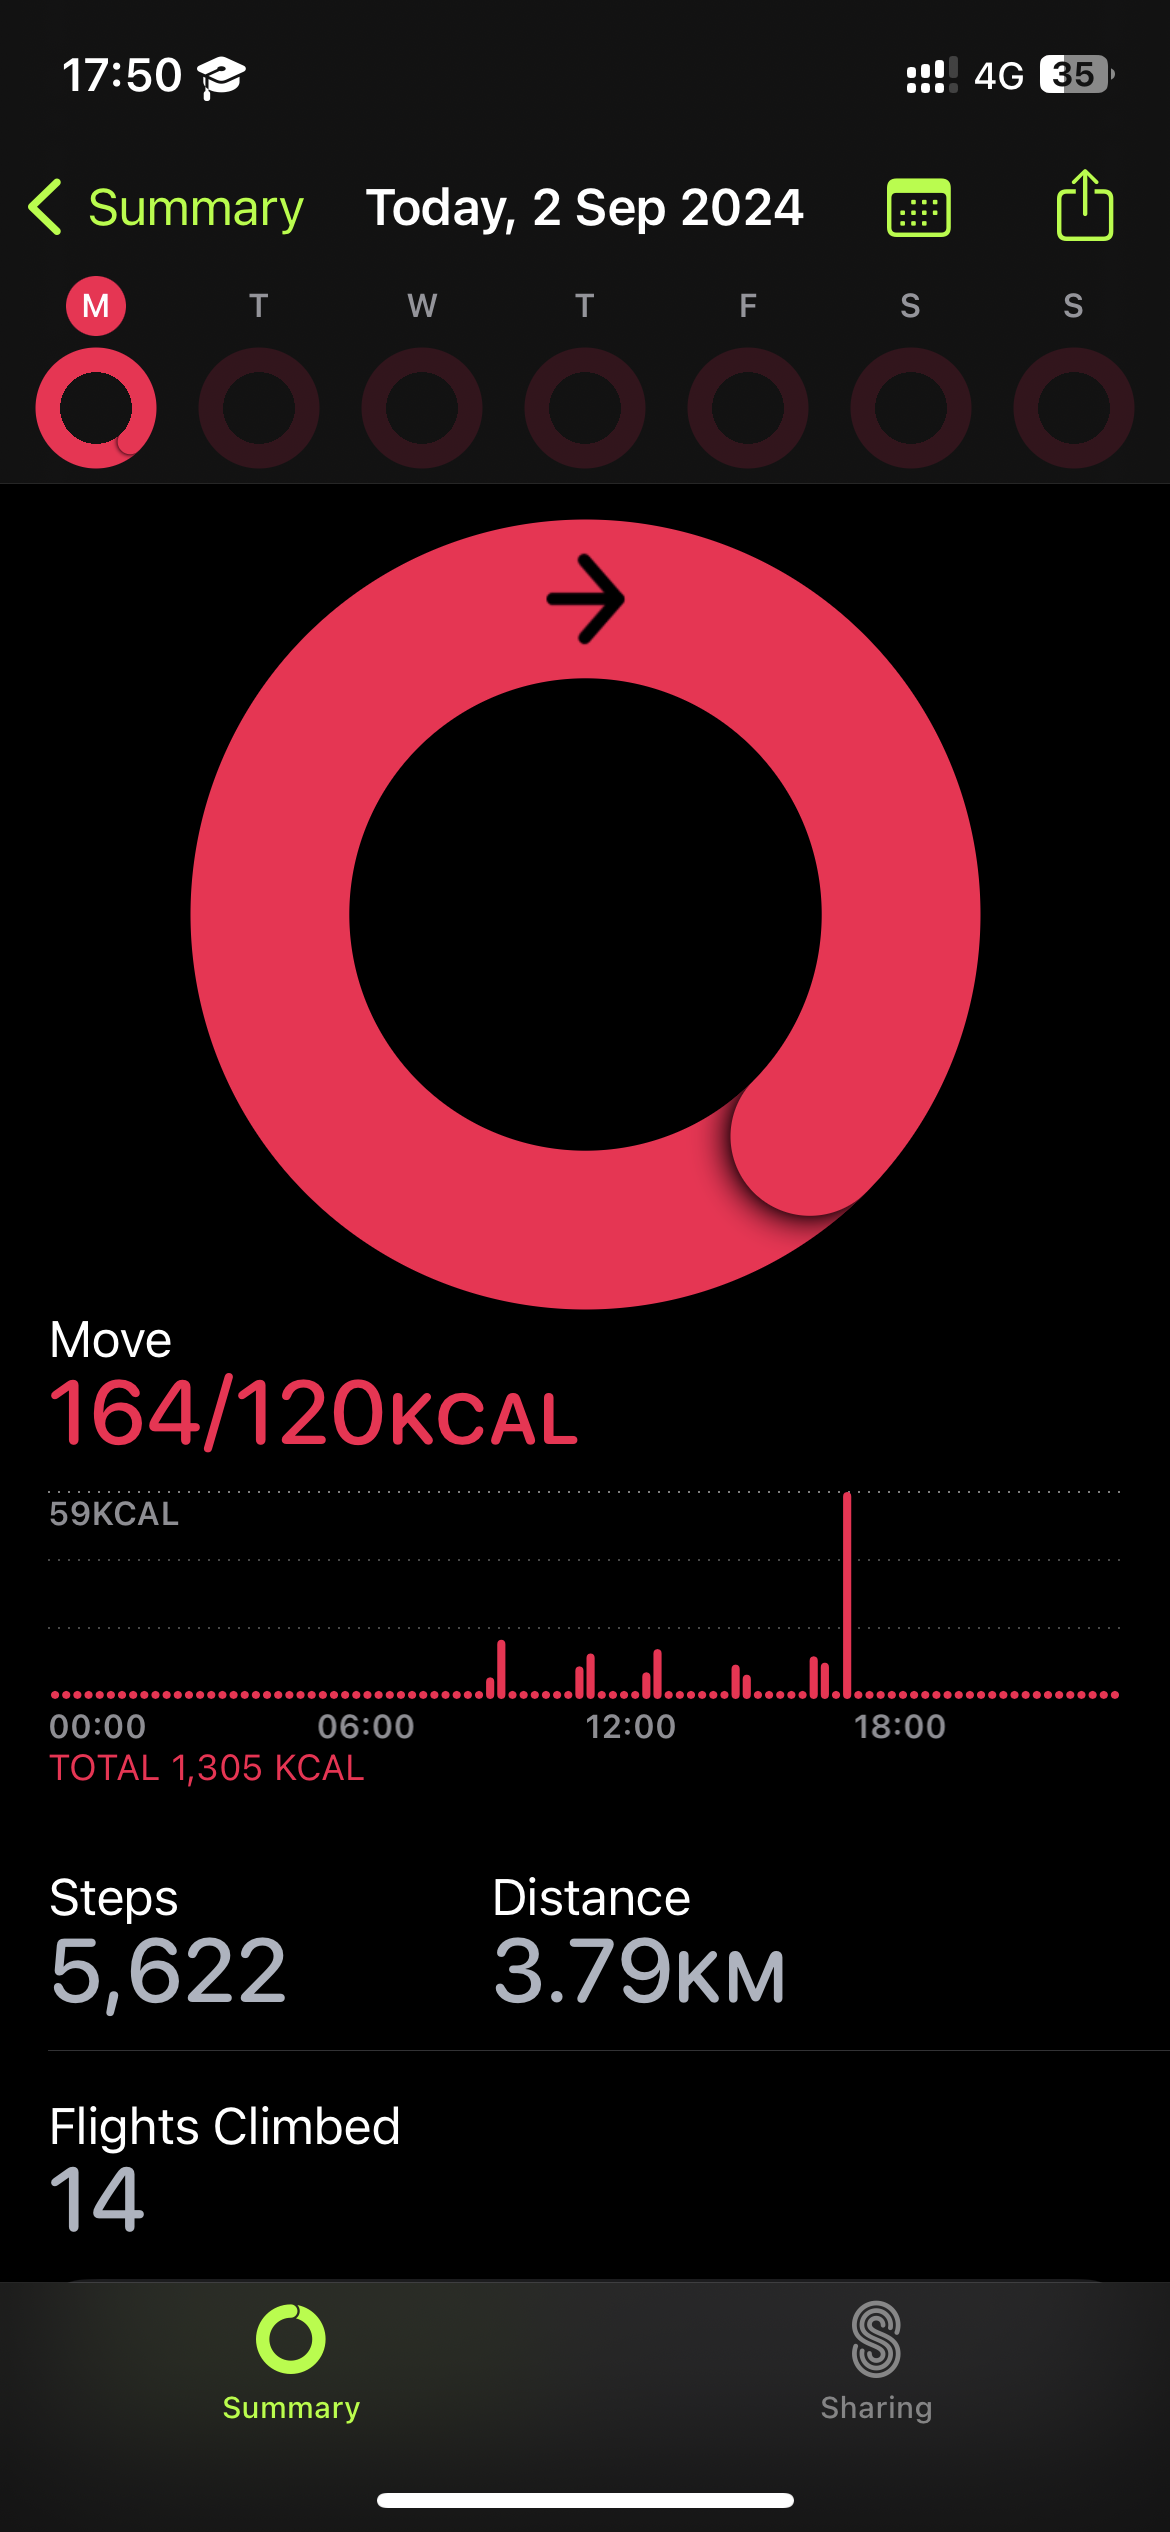 17:50 4G 35
Summary Today, 2 Sep 2024
M T W T F S S
Move
164/120KCAL
59KCAL
00:00 06:00 12:00 18:00
TOTAL 1,305 KCAL
Steps Distance
5,622 3.79KM
Flights Climbed
14
Summary Sharing